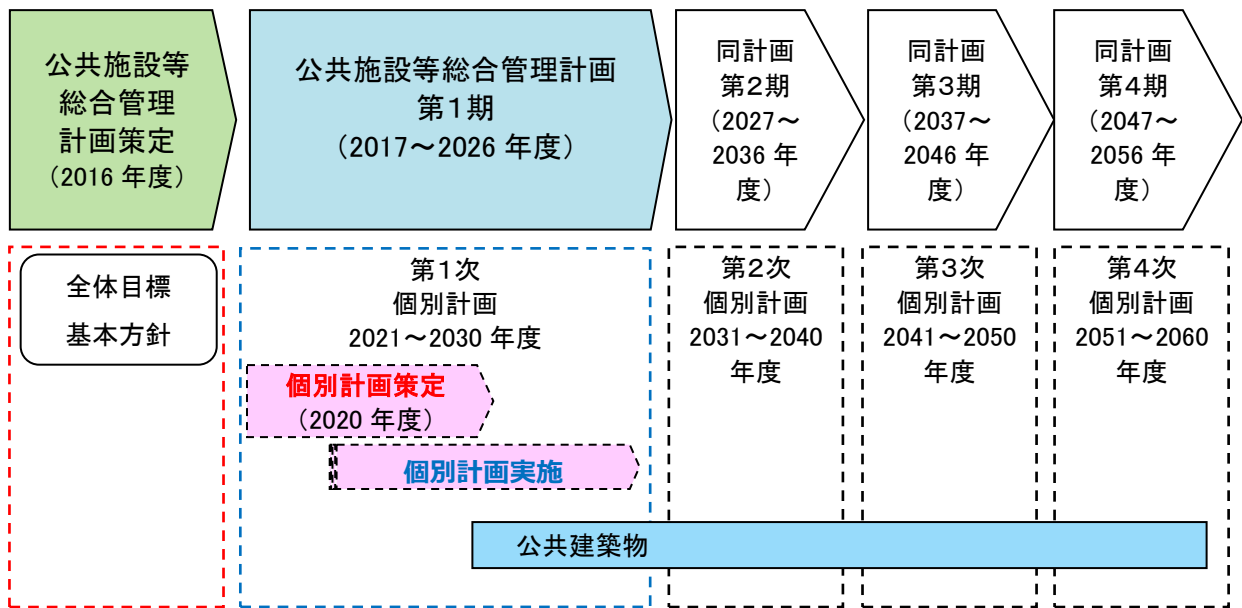 公共施設等
総合管理
計画策定
（2016 年度）
公共施設等総合管理計画
第１期
（2017～2026 年度）
同計画
第２期
（2027～
2036 年
度）
同計画
第３期
（2037～
2046 年
度）
同計画
第４期
（2047～
2056 年
度）
全体目標
基本方針
第１次
個別計画
2021～2030 年度
個別計画策定
（2020 年度）
個別計画実施
第２次
個別計画
2031～2040
年度
第３次
個別計画
2041～2050
年度
第４次
個別計画
2051～2060
年度
公共建築物